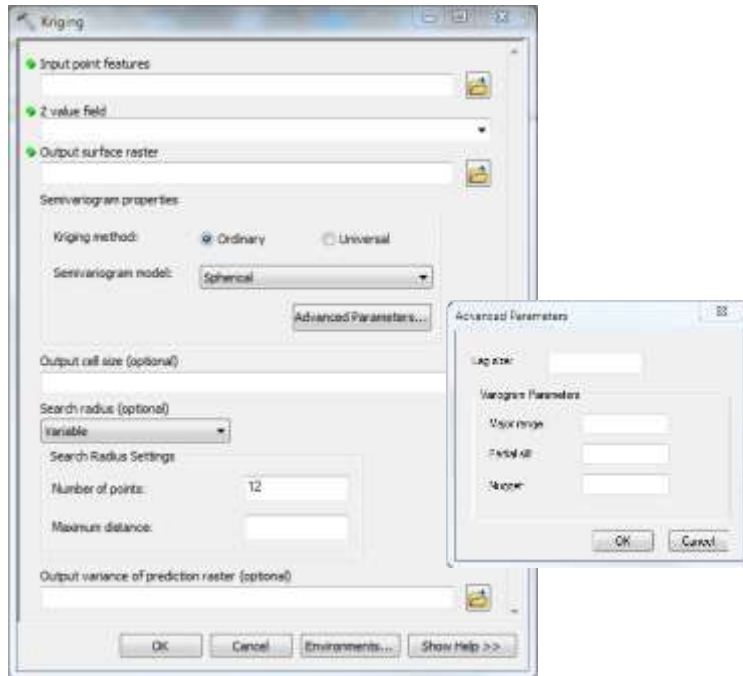 Kriging
Input point features
Z value field
Output surface raster
Semivariogram properties
Kriging method:
Ordinary
Universal
Semivariogram model:
Spherical
Advanced Parameters...
Output cell size (optional)
Search radius (optional)
Variable
Search Radius Settings
Number of points:
12
Maximum distance:
Output variance of prediction raster (optional)
OK
Cancel
Environments...
Show Help >>
Advanced Parameters
Lag size:
Variogram Parameters
Major range:
Partial sill:
Nugget:
OK
Cancel